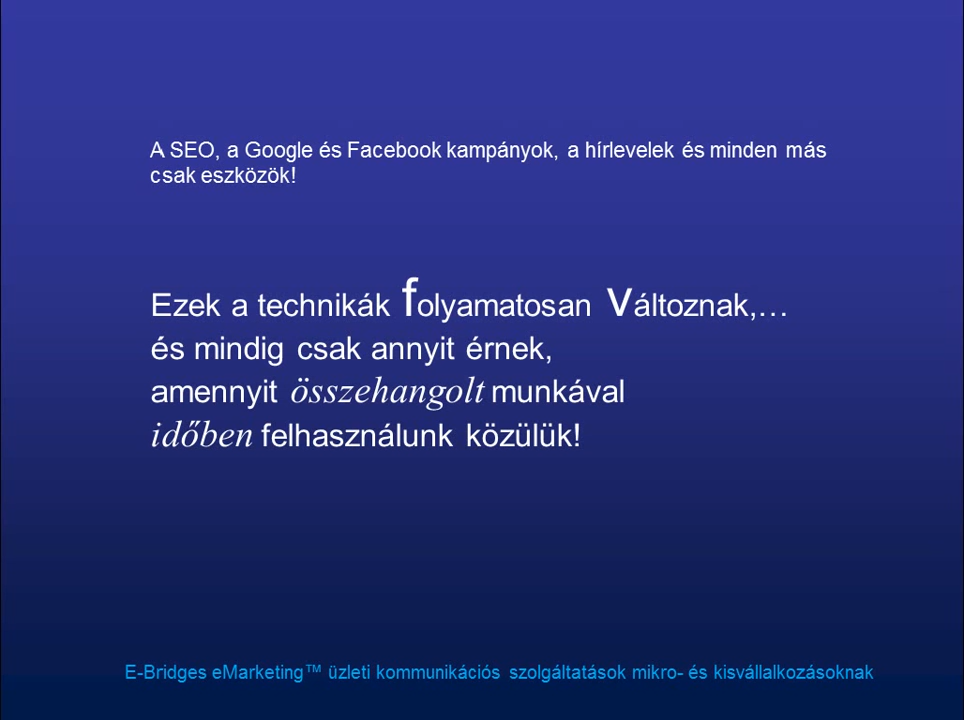 A SEO, a Google és Facebook kampányok, a hírlevelek és minden más
csak eszközök!
Ezek a technikák folyamatosan változnak,…
és mindig csak annyit érnek,
amennyit összehangolt munkával
időben felhasználunk közülük!
E-Bridges eMarketing™ üzleti kommunikációs szolgáltatások mikro- és kisvállalkozásoknak